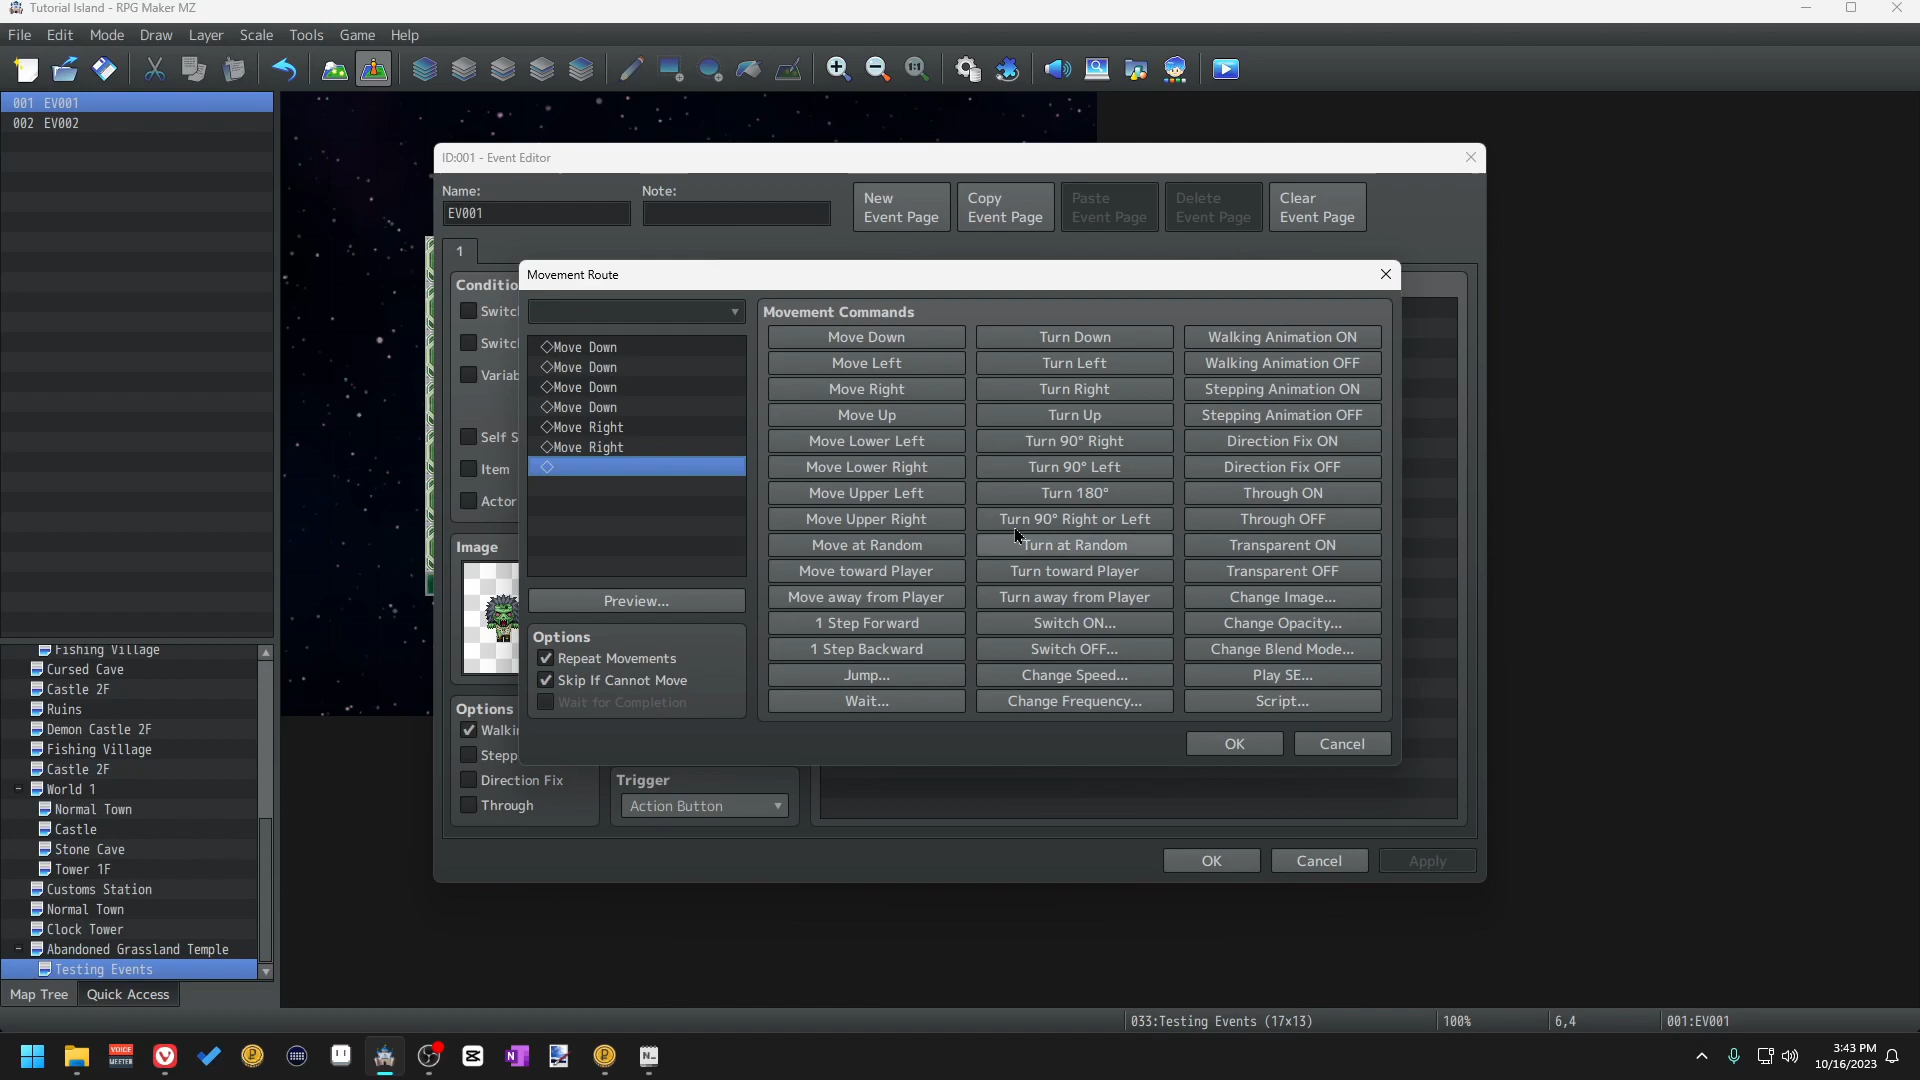 Tutorial Island - RPG Maker MZ
File Edit Mode Draw Layer Scale Tools Game Help
001 EV001
002 EV002
ID:001 - Event Editor
Name:
Note:
EV001
New Event Page
Copy Event Page
Paste Event Page
Delete Event Page
Clear Event Page
1
Conditio
Switc
Switc
Variab
Self S
Item
Actor
Image
Options
Walkin
Stepp
Direction Fix
Through
Trigger
Action Button
OK
Cancel
Apply
Movement Route
◇Move Down
◇Move Down
◇Move Down
◇Move Down
◇Move Right
◇Move Right
◇
Preview...
Options
Repeat Movements
Skip If Cannot Move
Wait for Completion
Movement Commands
Move Down Turn Down Walking Animation ON
Move Left Turn Left Walking Animation OFF
Move Right Turn Right Stepping Animation ON
Move Up Turn Up Stepping Animation OFF
Move Lower Left Turn 90° Right Direction Fix ON
Move Lower Right Turn 90° Left Direction Fix OFF
Move Upper Left Turn 180° Through ON
Move Upper Right Turn 90° Right or Left Through OFF
Move at Random Turn at Random Transparent ON
Move toward Player Turn toward Player Transparent OFF
Move away from Player Turn away from Player Change Image...
1 Step Forward Switch ON... Change Opacity...
1 Step Backward Switch OFF... Change Blend Mode...
Jump... Change Speed... Play SE...
Wait... Change Frequency... Script...
OK Cancel
Fishing Village
Cursed Cave
Castle 2F
Ruins
Demon Castle 2F
Fishing Village
Castle 2F
World 1
Normal Town
Castle
Stone Cave
Tower 1F
Customs Station
Normal Town
Clock Tower
Abandoned Grassland Temple
Testing Events
Map Tree Quick Access
033:Testing Events (17x13) 100% 6,4 001:EV001
VOICE MEETER
3:43 PM
10/16/2023